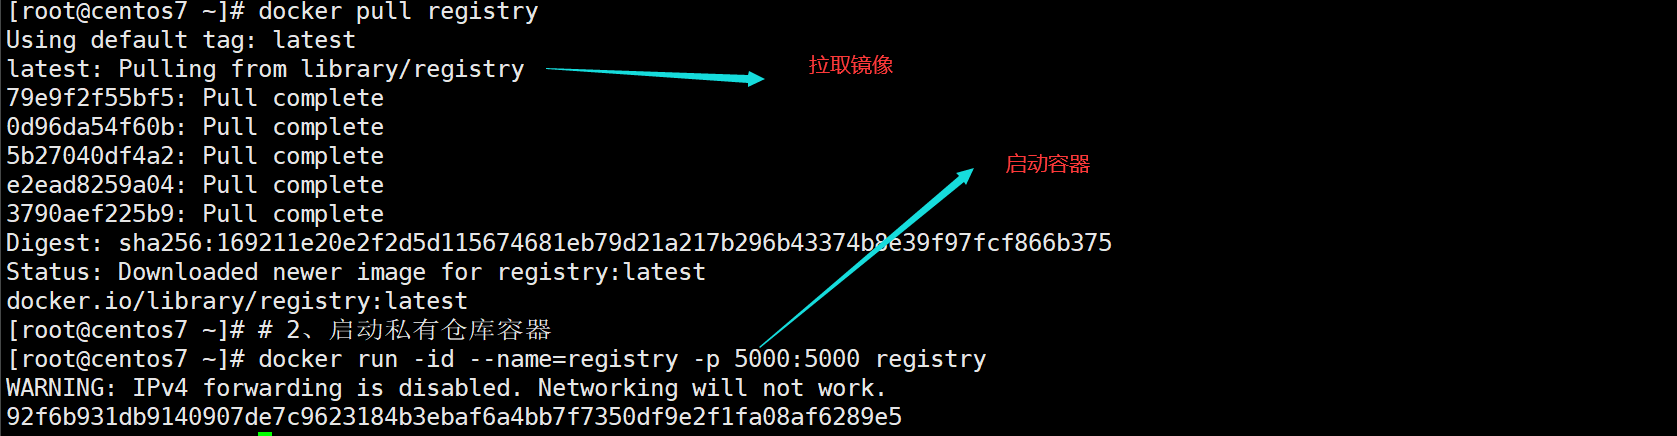 [root@centos7 ~]# docker pull registry
Using default tag: latest
latest: Pulling from library/registry
拉取镜像
79e9f2f55bf5: Pull complete
0d96da54f60b: Pull complete
5b27040df4a2: Pull complete
启动容器
e2ead8259a04: Pull complete
3790aef225b9: Pull complete
Digest: sha256:169211e20e2f2d5d115674681eb79d21a217b296b43374b8e39f97fcf866b375
Status: Downloaded newer image for registry:latest
docker.io/library/registry:latest
[root@centos7 ~]# # 2、启动私有仓库容器
[root@centos7 ~]# docker run -id --name=registry -p 5000:5000 registry
WARNING: IPv4 forwarding is disabled. Networking will not work.
92f6b931db9140907de7c9623184b3ebaf6a4bb7f7350df9e2f1fa08af6289e5